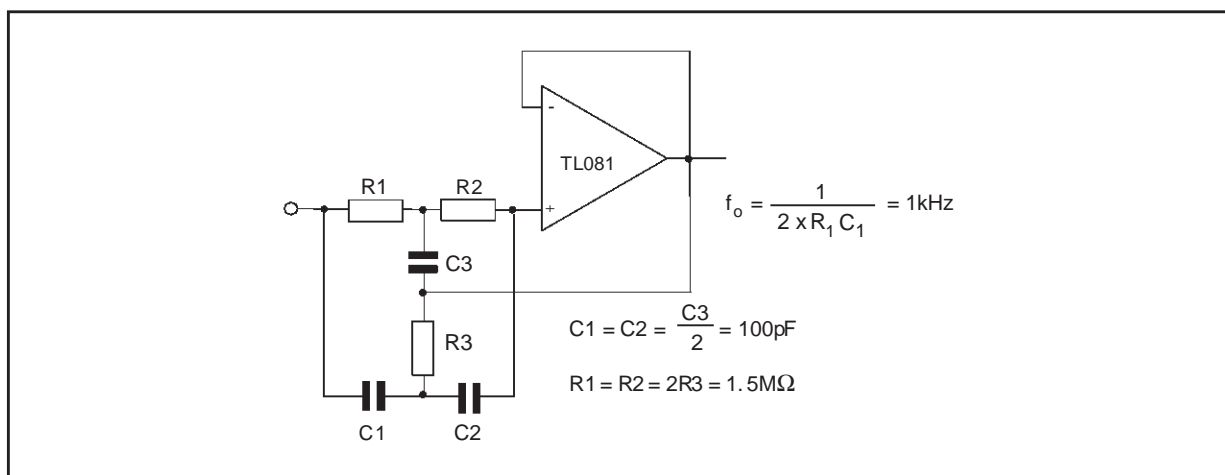 -
TL081
+
R1
R2
C3
R3
C1
C2
f_o = 1 / (2 x R_1 C_1) = 1kHz
C1 = C2 = C3 / 2 = 100pF
R1 = R2 = 2R3 = 1.5MΩ